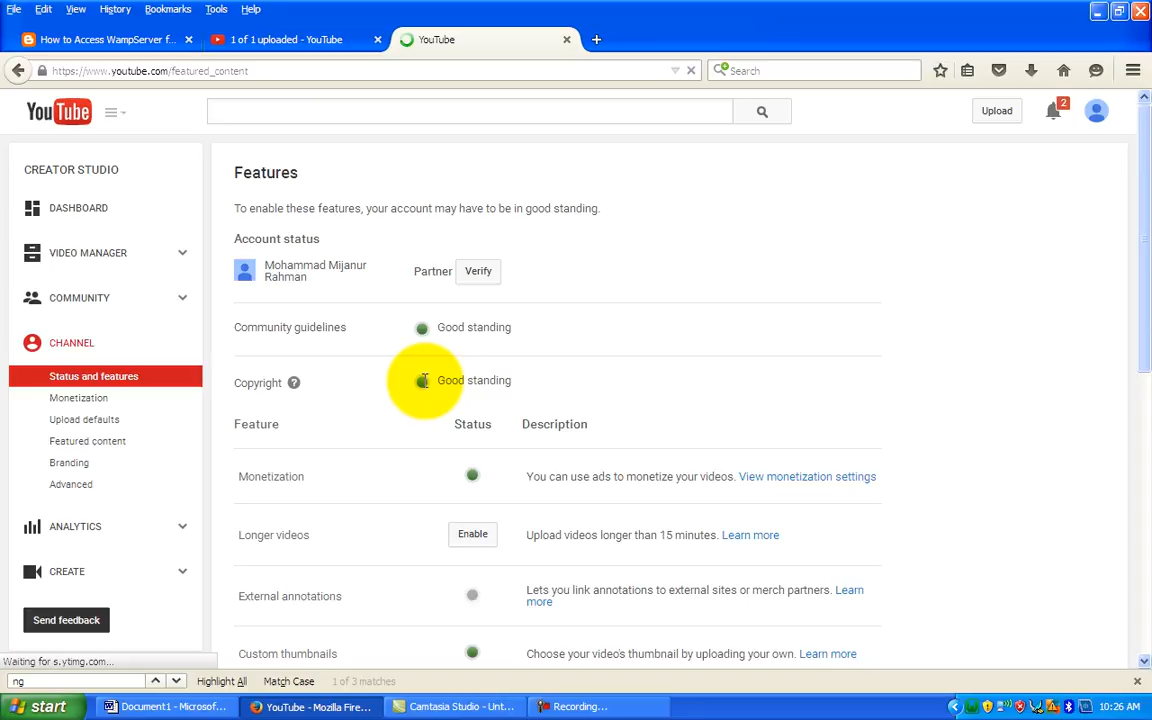 File Edit View History Bookmarks Tools Help
How to Access WampServer f... 1 of 1 uploaded - YouTube YouTube
https://www.youtube.com/featured_content Search
YouTube Upload 2
CREATOR STUDIO
DASHBOARD
VIDEO MANAGER
COMMUNITY
CHANNEL
Status and features
Monetization
Upload defaults
Featured content
Branding
Advanced
ANALYTICS
CREATE
Send feedback
Features
To enable these features, your account may have to be in good standing.
Account status
Mohammad Mijanur
Rahman
Partner Verify
Community guidelines Good standing
Copyright ? Good standing
Feature Status Description
Monetization You can use ads to monetize your videos. View monetization settings
Longer videos Enable Upload videos longer than 15 minutes. Learn more
External annotations Lets you link annotations to external sites or merch partners. Learn
more
Custom thumbnails Choose your video's thumbnail by uploading your own. Learn more
Waiting for s.ytimg.com...
ng Highlight All Match Case 1 of 3 matches
start Document1 - Microsof... YouTube - Mozilla Fire... Camtasia Studio - Unt... Recording... 10:26 AM